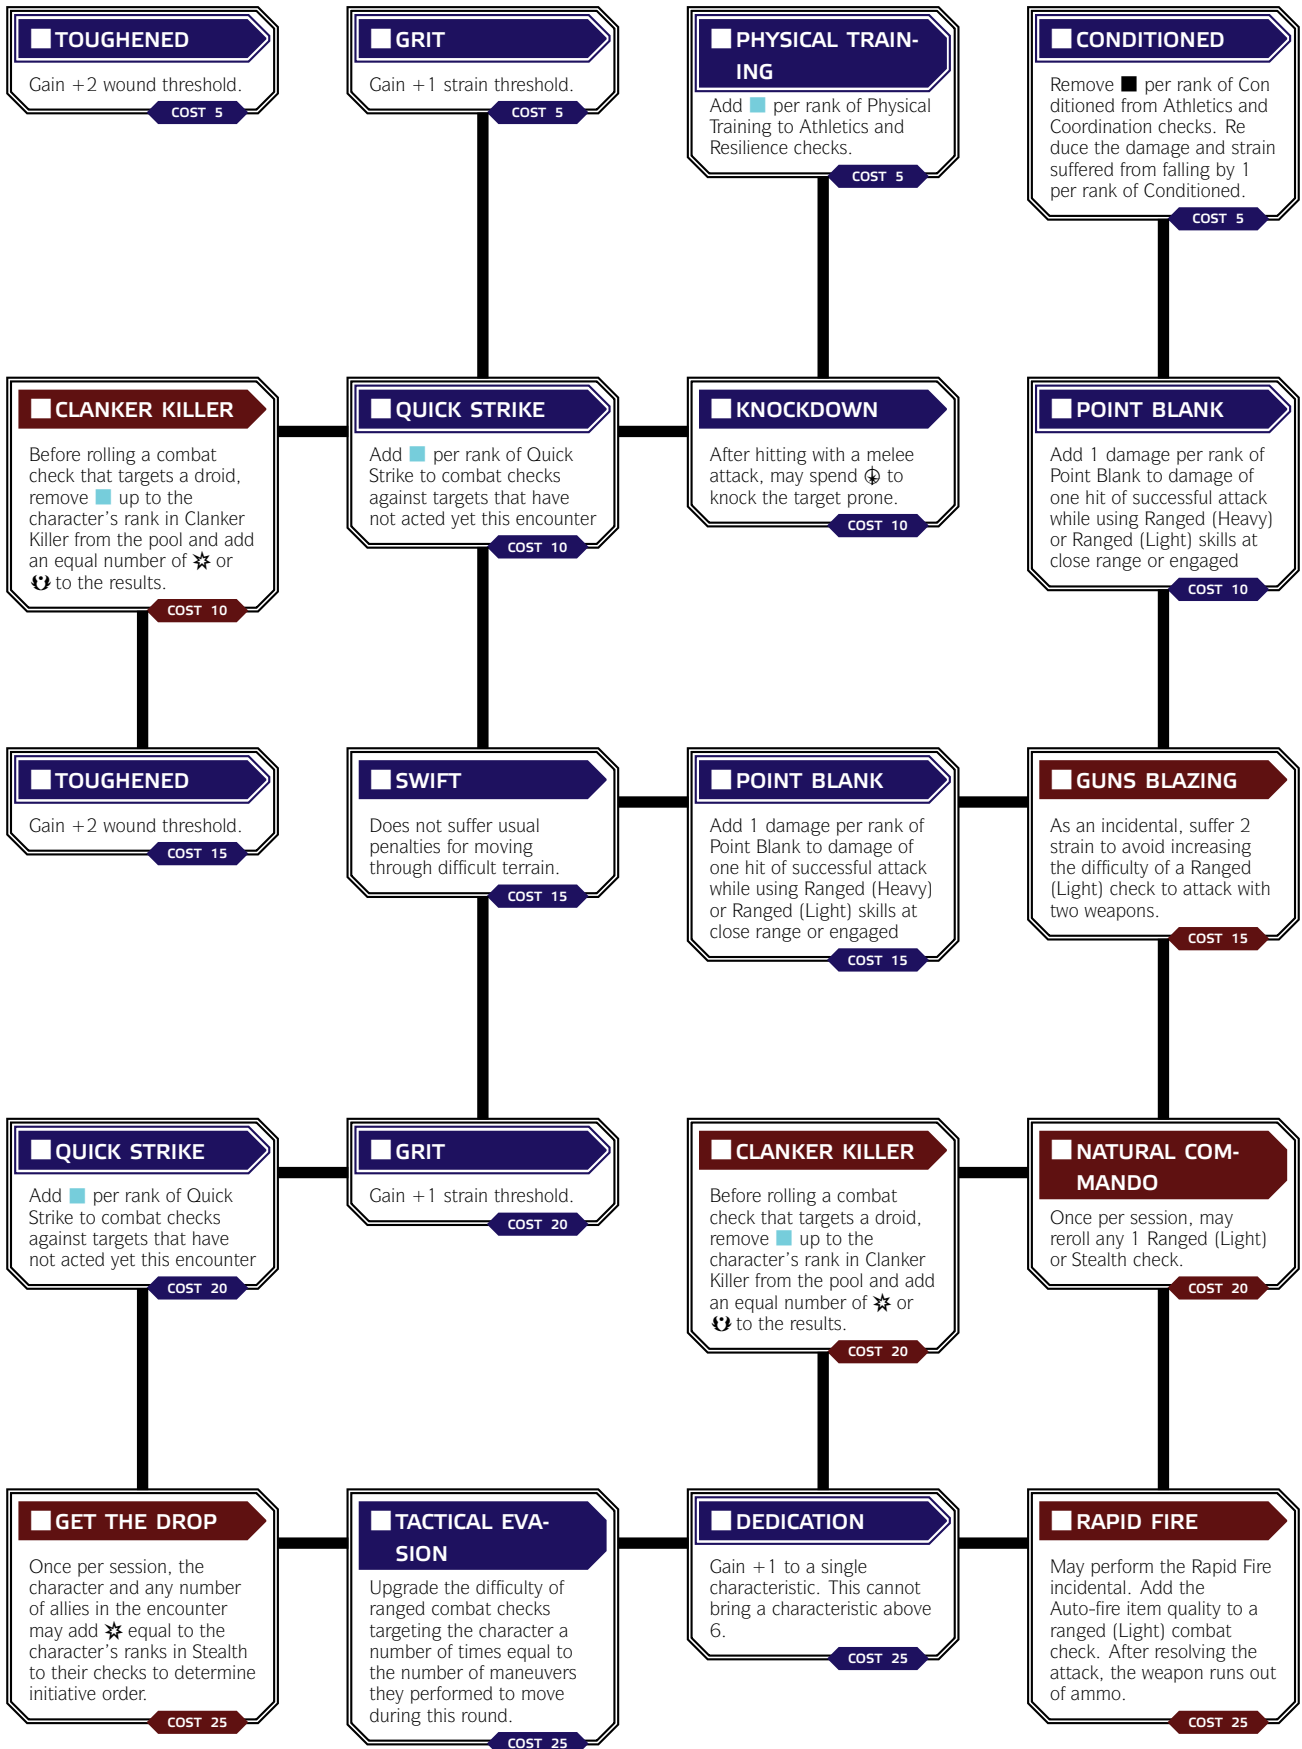 TOUGHENED
Gain +2 wound threshold.
COST 5
GRIT
Gain +1 strain threshold.
COST 5
PHYSICAL TRAIN-
ING
Add per rank of Physical
Training to Athletics and
Resilience checks.
COST 5
CONDITIONED
Remove per rank of Con
ditioned from Athletics and
Coordination checks. Re
duce the damage and strain
suffered from falling by 1
per rank of Conditioned.
COST 5
CLANKER KILLER
Before rolling a combat
check that targets a droid,
remove up to the
character's rank in Clanker
Killer from the pool and add
an equal number of or
to the results.
COST 10
QUICK STRIKE
Add per rank of Quick
Strike to combat checks
against targets that have
not acted yet this encounter
COST 10
KNOCKDOWN
After hitting with a melee
attack, may spend to
knock the target prone.
COST 10
POINT BLANK
Add 1 damage per rank of
Point Blank to damage of
one hit of successful attack
while using Ranged (Heavy)
or Ranged (Light) skills at
close range or engaged
COST 10
TOUGHENED
Gain +2 wound threshold.
COST 15
SWIFT
Does not suffer usual
penalties for moving
through difficult terrain.
COST 15
POINT BLANK
Add 1 damage per rank of
Point Blank to damage of
one hit of successful attack
while using Ranged (Heavy)
or Ranged (Light) skills at
close range or engaged
COST 15
GUNS BLAZING
As an incidental, suffer 2
strain to avoid increasing
the difficulty of a Ranged
(Light) check to attack with
two weapons.
COST 15
QUICK STRIKE
Add per rank of Quick
Strike to combat checks
against targets that have
not acted yet this encounter
COST 20
GRIT
Gain +1 strain threshold.
COST 20
CLANKER KILLER
Before rolling a combat
check that targets a droid,
remove up to the
character's rank in Clanker
Killer from the pool and add
an equal number of or
to the results.
COST 20
NATURAL COM-
MANDO
Once per session, may
reroll any 1 Ranged (Light)
or Stealth check.
COST 20
GET THE DROP
Once per session, the
character and any number
of allies in the encounter
may add equal to the
character's ranks in Stealth
to their checks to determine
initiative order.
COST 25
TACTICAL EVA-
SION
Upgrade the difficulty of
ranged combat checks
targeting the character a
number of times equal to
the number of maneuvers
they performed to move
during this round.
COST 25
DEDICATION
Gain +1 to a single
characteristic. This cannot
bring a characteristic above
6.
COST 25
RAPID FIRE
May perform the Rapid Fire
incidental. Add the
Auto-fire item quality to a
ranged (Light) combat
check. After resolving the
attack, the weapon runs out
of ammo.
COST 25